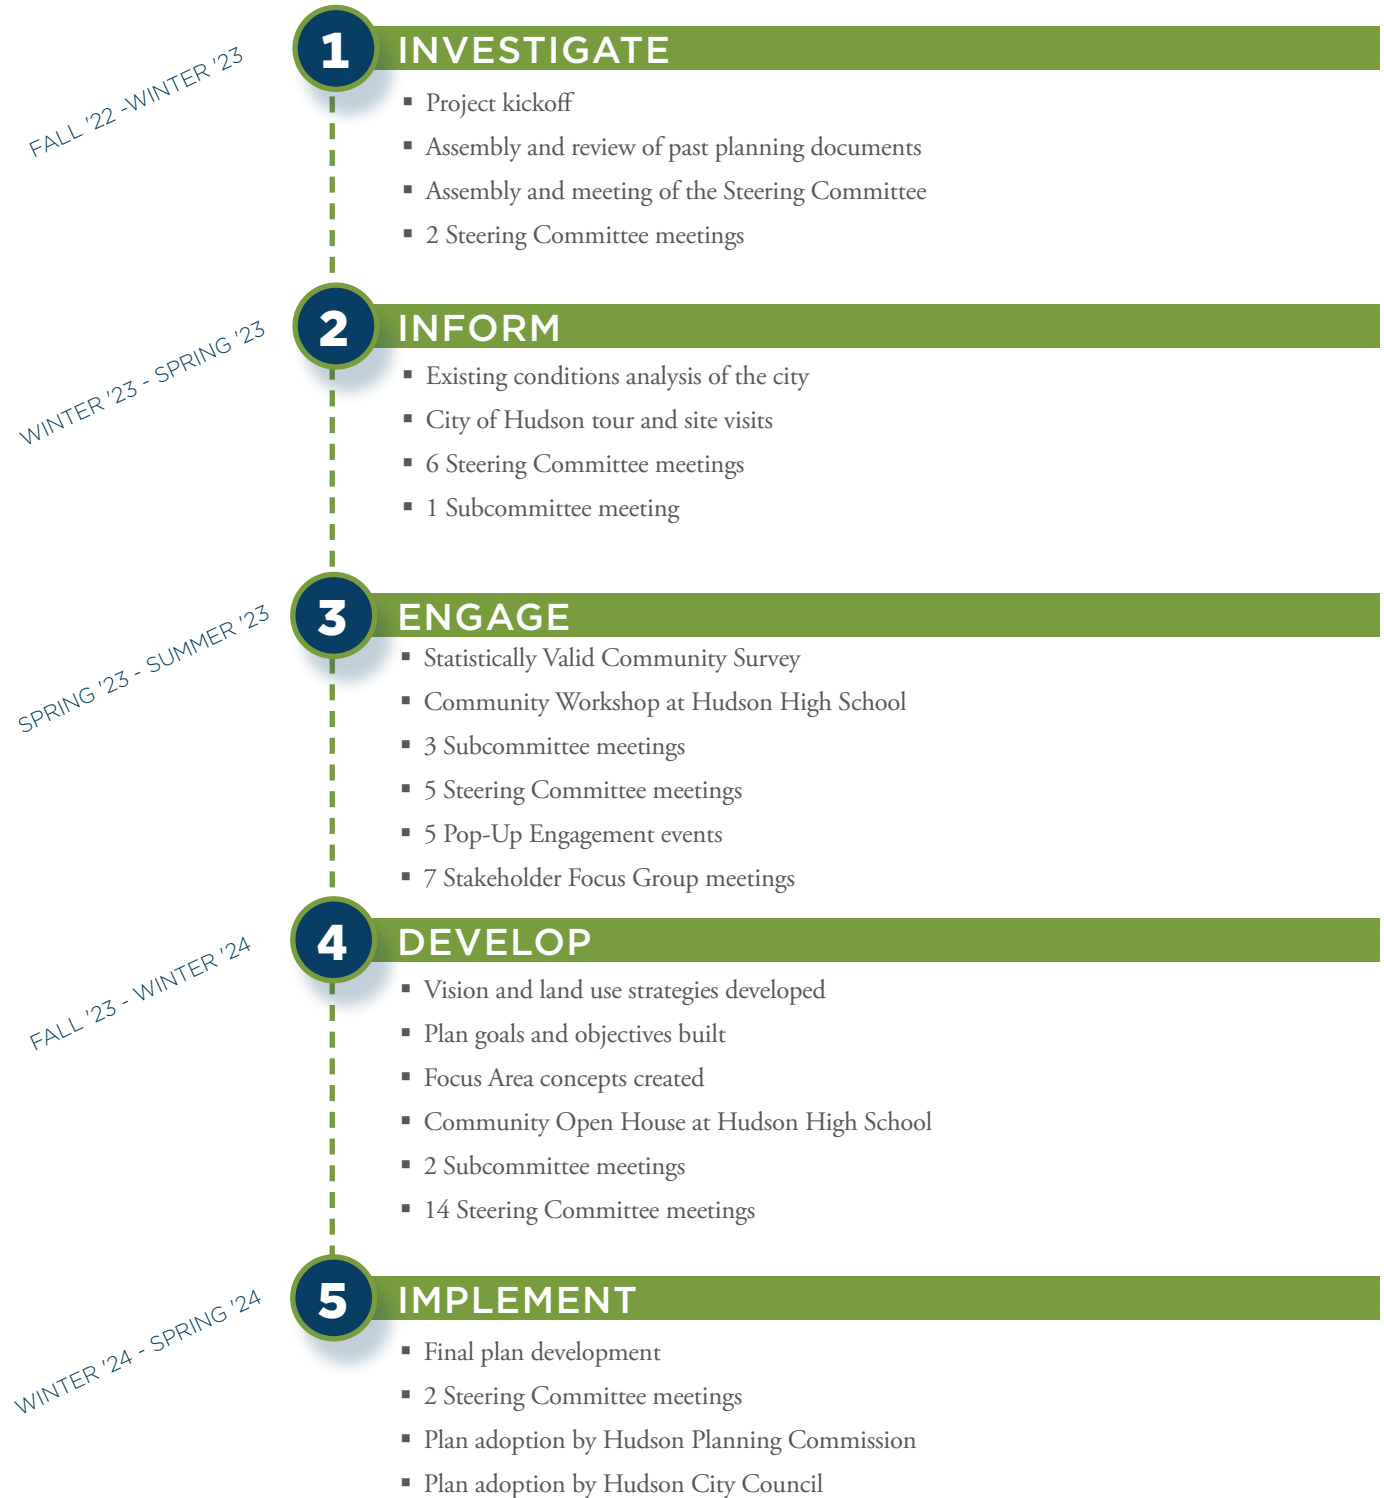 FALL '22 -WINTER '23
1 INVESTIGATE
▪ Project kickoff
▪ Assembly and review of past planning documents
▪ Assembly and meeting of the Steering Committee
▪ 2 Steering Committee meetings
WINTER '23 - SPRING '23
2 INFORM
▪ Existing conditions analysis of the city
▪ City of Hudson tour and site visits
▪ 6 Steering Committee meetings
▪ 1 Subcommittee meeting
SPRING '23 - SUMMER '23
3 ENGAGE
▪ Statistically Valid Community Survey
▪ Community Workshop at Hudson High School
▪ 3 Subcommittee meetings
▪ 5 Steering Committee meetings
▪ 5 Pop-Up Engagement events
▪ 7 Stakeholder Focus Group meetings
FALL '23 - WINTER '24
4 DEVELOP
▪ Vision and land use strategies developed
▪ Plan goals and objectives built
▪ Focus Area concepts created
▪ Community Open House at Hudson High School
▪ 2 Subcommittee meetings
▪ 14 Steering Committee meetings
WINTER '24 - SPRING '24
5 IMPLEMENT
▪ Final plan development
▪ 2 Steering Committee meetings
▪ Plan adoption by Hudson Planning Commission
▪ Plan adoption by Hudson City Council